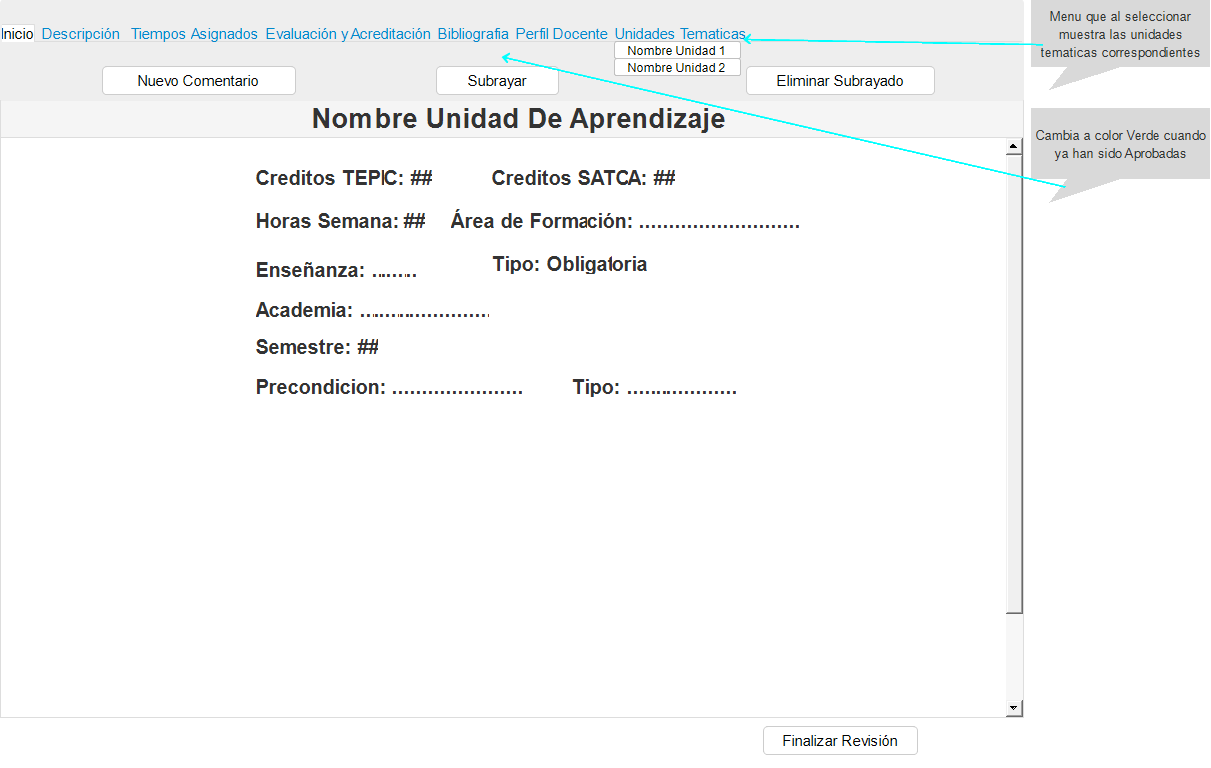 Inicio Descripción Tiempos Asignados Evaluación y Acreditación Bibliografia Perfil Docente Unidades Tematicas
Nombre Unidad 1
Nombre Unidad 2
Nuevo Comentario Subrayar Eliminar Subrayado
Nombre Unidad De Aprendizaje
Creditos TEPIC: ## Creditos SATCA: ##
Horas Semana: ## Área de Formación: ...........................
Enseñanza: ........ Tipo: Obligatoria
Academia: ......................
Semestre: ##
Precondicion: ...................... Tipo: ...................
Finalizar Revisión
Menu que al seleccionar
muestra las unidades
tematicas correspondientes
Cambia a color Verde cuando
ya han sido Aprobadas